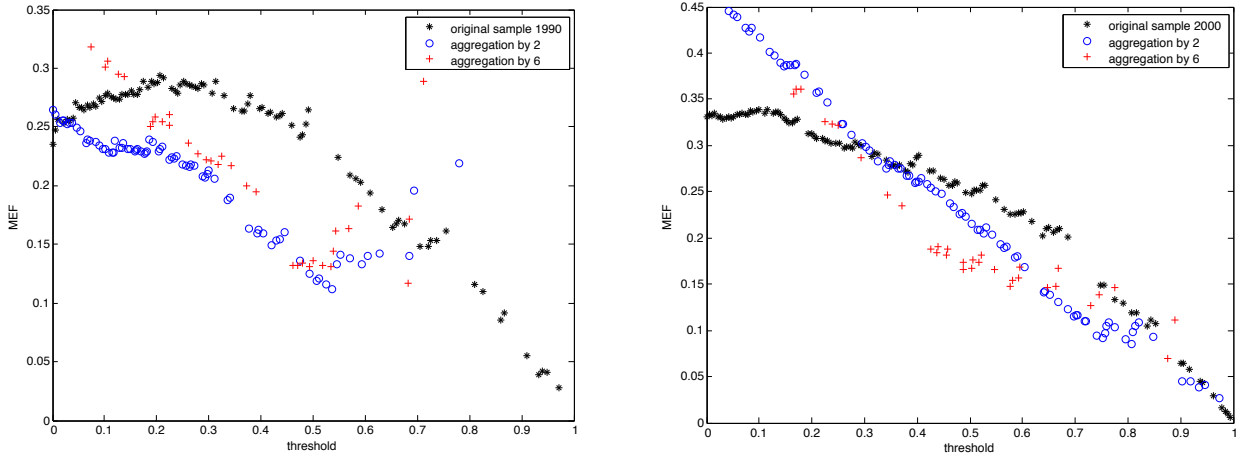 0.35
0.3
0.25
0.2
0.15
0.1
0.05
0
MEF
0 0.1 0.2 0.3 0.4 0.5 0.6 0.7 0.8 0.9 1
threshold
original sample 1990
aggregation by 2
aggregation by 6
0.45
0.4
0.35
0.3
0.25
0.2
0.15
0.1
0.05
0
MEF
0 0.1 0.2 0.3 0.4 0.5 0.6 0.7 0.8 0.9 1
threshold
original sample 2000
aggregation by 2
aggregation by 6